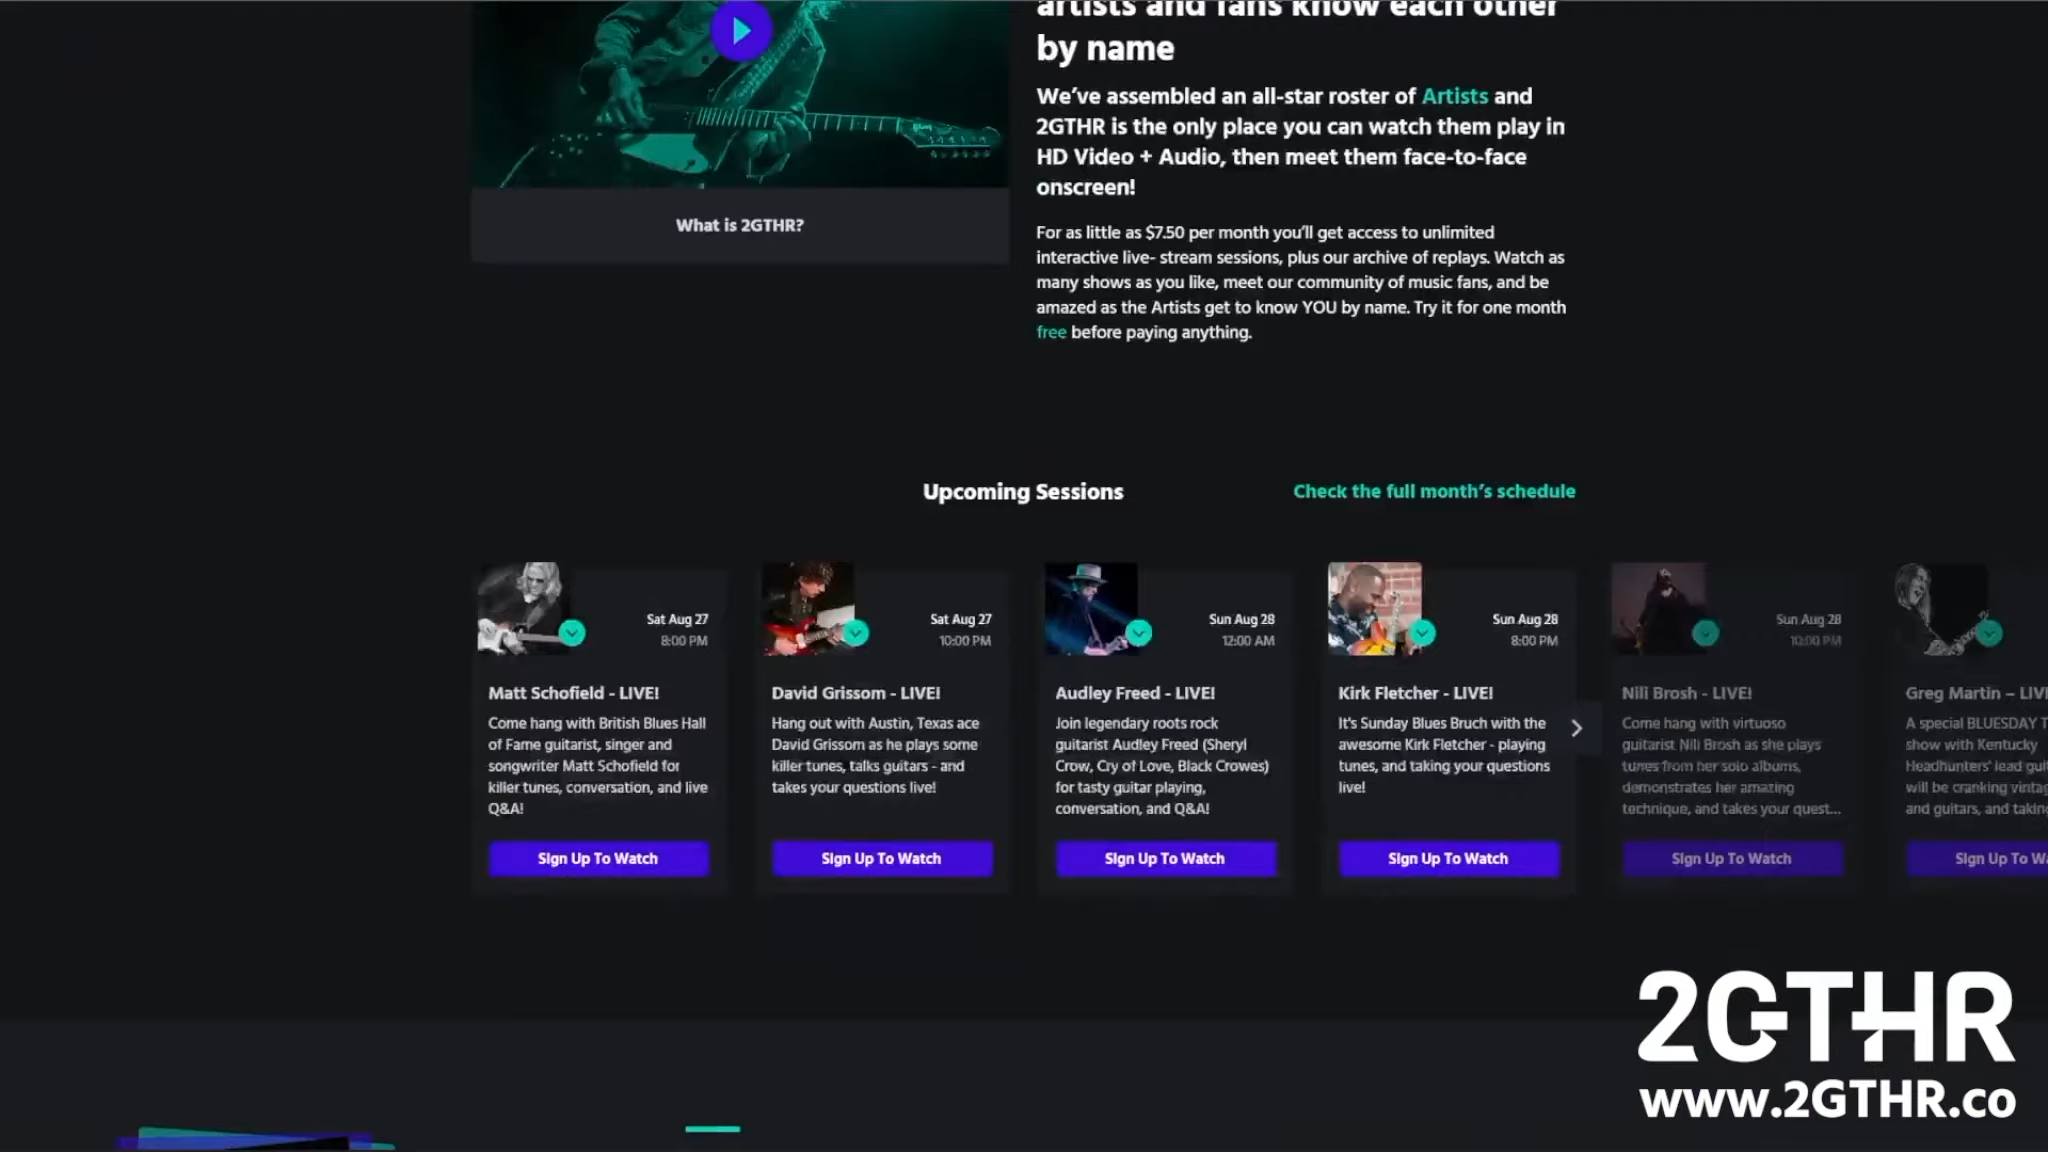 artists and fans know each other
by name
We've assembled an all-star roster of Artists and
2GTHR is the only place you can watch them play in
HD Video + Audio, then meet them face-to-face
onscreen!
What is 2GTHR?
For as little as $7.50 per month you'll get access to unlimited
interactive live- stream sessions, plus our archive of replays. Watch as
many shows as you like, meet our community of music fans, and be
amazed as the Artists get to know YOU by name. Try it for one month
free before paying anything.
Upcoming Sessions
Check the full month's schedule
Sat Aug 27
8:00 PM
Matt Schofield - LIVE!
Come hang with British Blues Hall
of Fame guitarist, singer and
songwriter Matt Schofield for
killer tunes, conversation, and live
Q&A!
Sign Up To Watch
Sat Aug 27
10:00 PM
David Grissom - LIVE!
Hang out with Austin, Texas ace
David Grissom as he plays some
killer tunes, talks guitars - and
takes your questions live!
Sign Up To Watch
Sun Aug 28
12:00 AM
Audley Freed - LIVE!
Join legendary roots rock
guitarist Audley Freed (Sheryl
Crow, Cry of Love, Black Crowes)
for tasty guitar playing,
conversation, and Q&A!
Sign Up To Watch
Sun Aug 28
8:00 PM
Kirk Fletcher - LIVE!
It's Sunday Blues Bruch with the
awesome Kirk Fletcher - playing
tunes, and taking your questions
live!
Sign Up To Watch
Sun Aug 28
10:00 PM
Nili Brosh - LIVE!
Come hang with virtuoso
guitarist Nili Brosh as she plays
tunes from her solo albums,
demonstrates her amazing
technique, and takes your quest...
Sign Up To Watch
Greg Martin –
A special BLUESDAY
show with Kentucky
Headhunters' lead
will be cranking
and guitars, and
Sign Up To
2GTHR
www.2GTHR.co